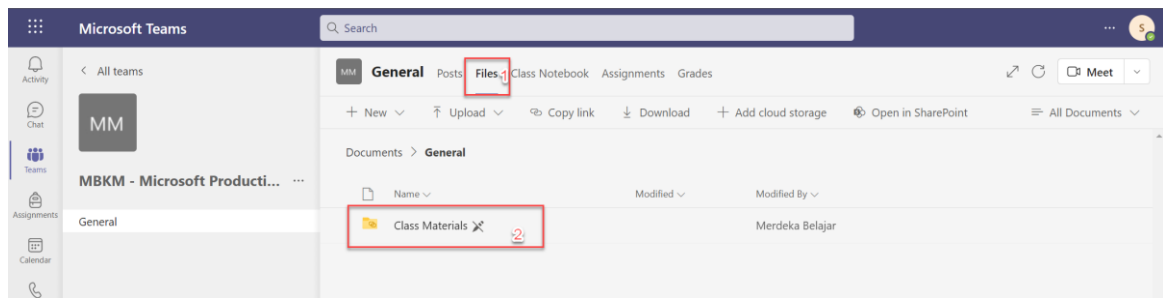 Microsoft Teams
Search
S
Activity
Chat
Teams
Assignments
Calendar
All teams
MM
MBKM - Microsoft Producti... ...
General
MM General Posts Files 1 Class Notebook Assignments Grades
Meet
New Upload Copy link Download Add cloud storage Open in SharePoint All Documents
Documents > General
Name Modified Modified By
Class Materials 2 Merdeka Belajar